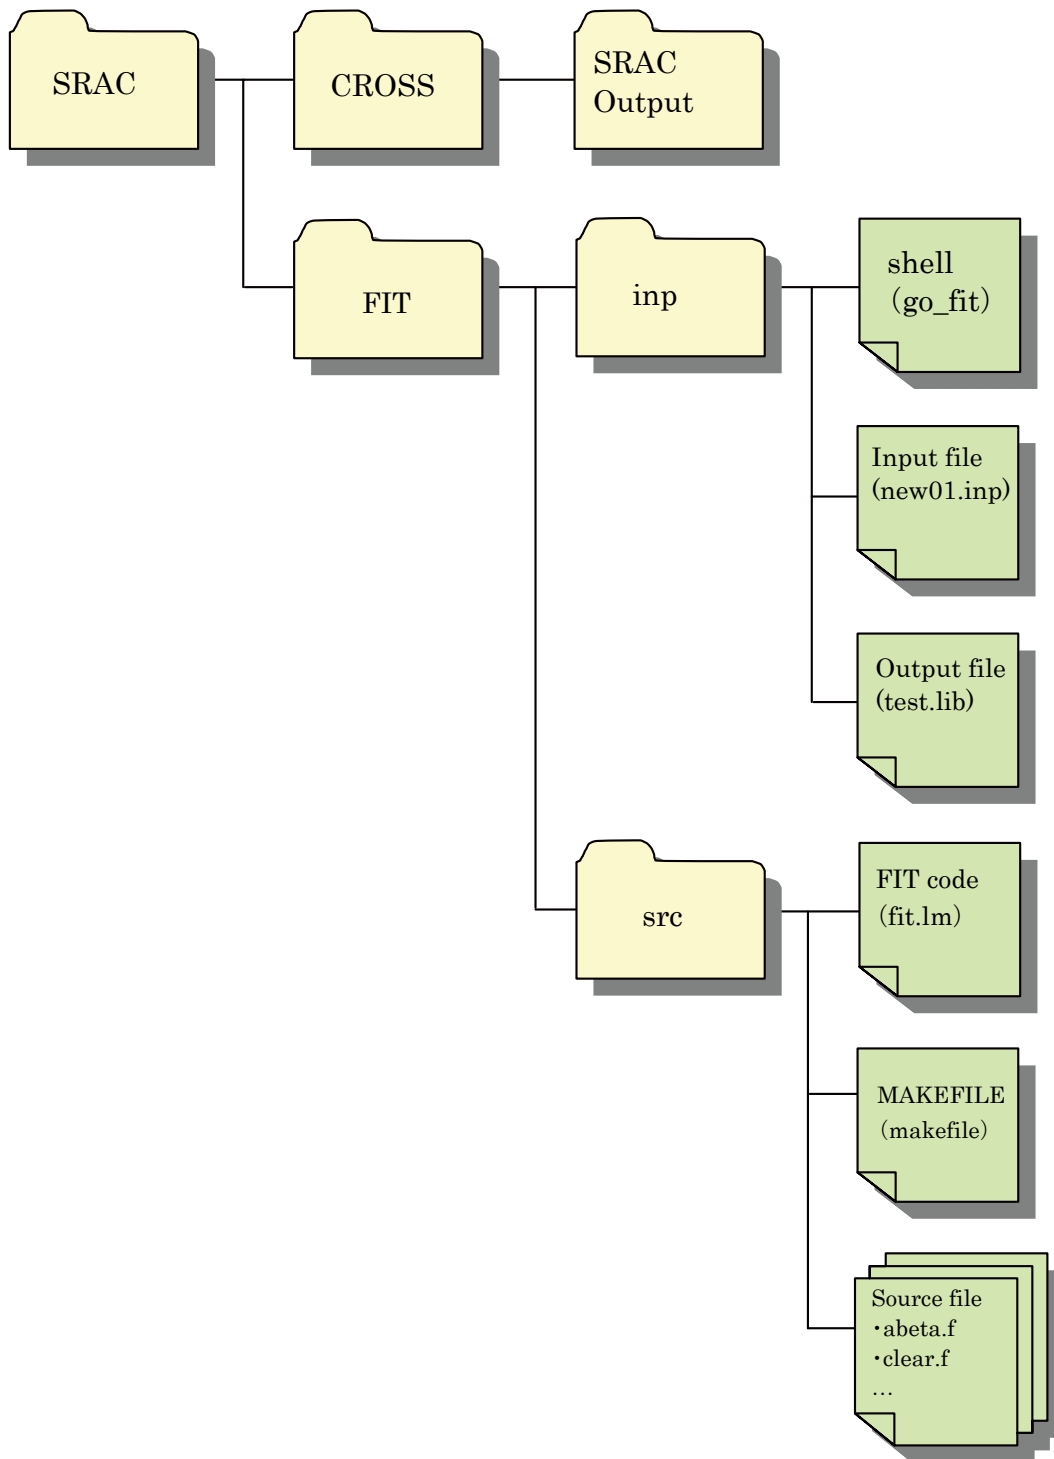 SRAC
CROSS
SRAC
Output
FIT
inp
shell
（go_fit）
Input file
(new01.inp)
Output file
(test.lib)
src
FIT code
（fit.lm）
MAKEFILE
（makefile）
Source file
・abeta.f
・clear.f
…